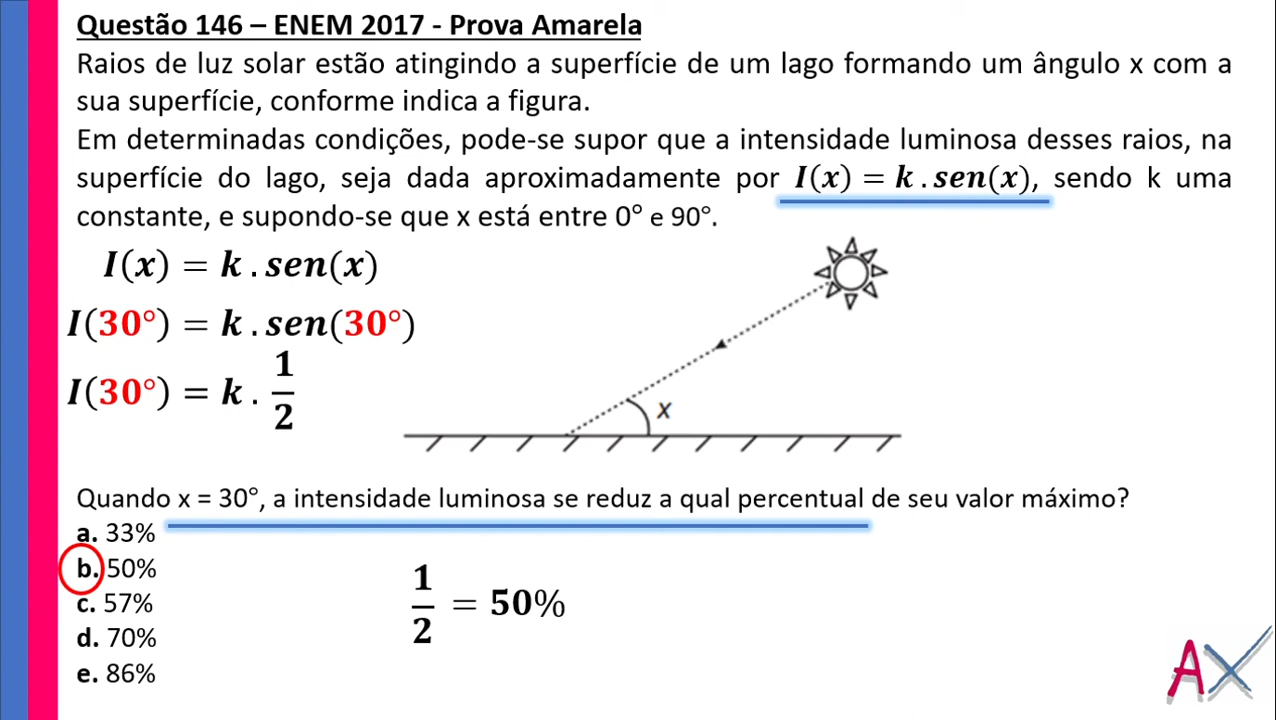 Questão 146 – ENEM 2017 - Prova Amarela
Raios de luz solar estão atingindo a superfície de um lago formando um ângulo x com a
sua superfície, conforme indica a figura.
Em determinadas condições, pode-se supor que a intensidade luminosa desses raios, na
superfície do lago, seja dada aproximadamente por I(x) = k . sen(x), sendo k uma
constante, e supondo-se que x está entre 0° e 90°.
I(x) = k . sen(x)
I(30°) = k . sen(30°)
I(30°) = k . 1/2
x
Quando x = 30°, a intensidade luminosa se reduz a qual percentual de seu valor máximo?
a. 33%
b. 50%
c. 57%
d. 70%
e. 86%
1/2 = 50%
AX